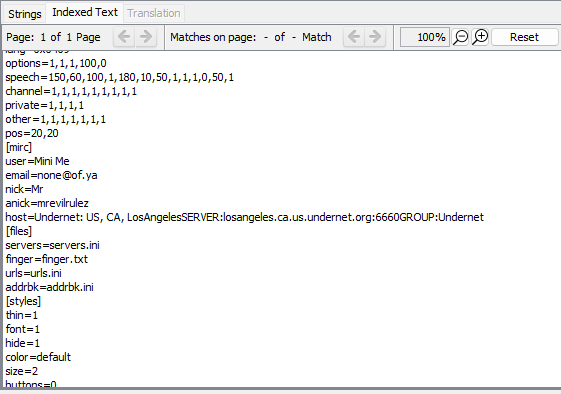 Strings Indexed Text Translation
Page: 1 of 1 Page Matches on page: - of - Match 100% Reset
options=1,1,1,100,0
speech=150,60,100,1,180,10,50,1,1,1,0,50,1
channel=1,1,1,1,1,1,1,1,1
private=1,1,1,1
other=1,1,1,1,1,1,1
pos=20,20
[mirc]
user=Mini Me
email=none@of.ya
nick=Mr
anick=mrevilrulez
host=Undernet: US, CA, LosAngelesSERVER:losangeles.ca.us.undernet.org:6660GROUP:Undernet
[files]
servers=servers.ini
finger=finger.txt
urls=urls.ini
addrbk=addrbk.ini
[styles]
thin=1
font=1
hide=1
color=default
size=2
buttons=0